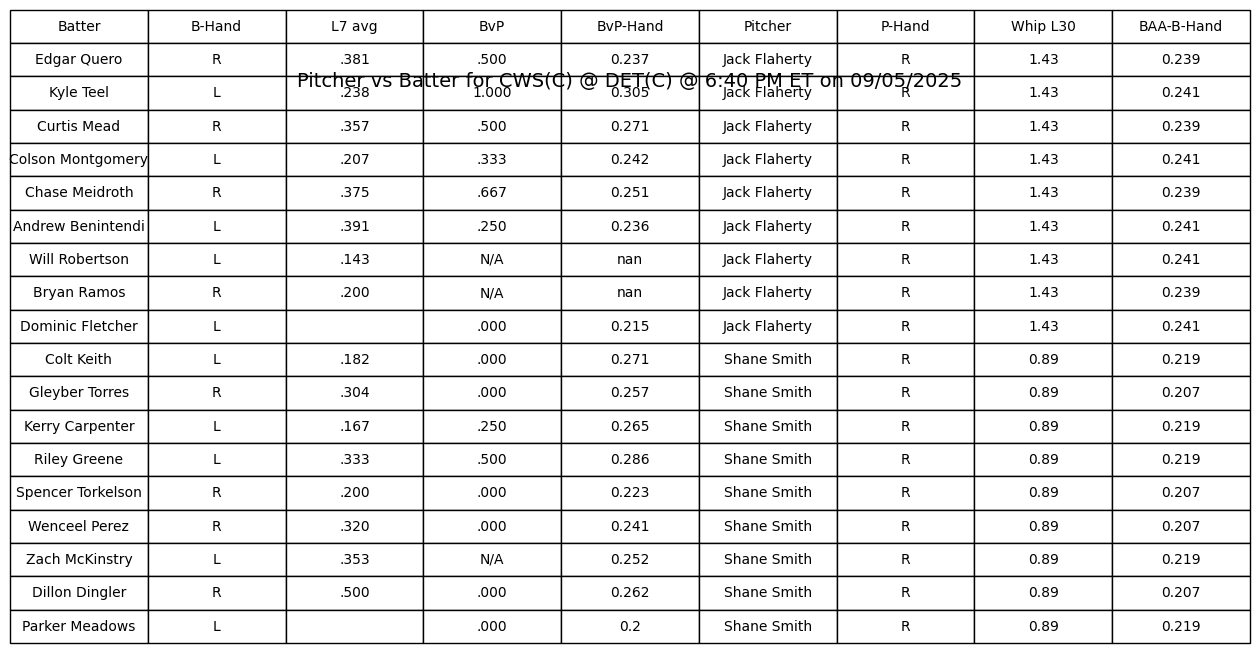 Batter B-Hand L7 avg BvP BvP-Hand Pitcher P-Hand Whip L30 BAA-B-Hand
Edgar Quero R .381 .500 0.237 Jack Flaherty R 1.43 0.239
Pitcher vs Batter for CWS(C) @ DET(C) @ 6:40 PM ET on 09/05/2025
Kyle Teel L .238 1.000 0.305 Jack Flaherty R 1.43 0.241
Curtis Mead R .357 .500 0.271 Jack Flaherty R 1.43 0.239
Colson Montgomery L .207 .333 0.242 Jack Flaherty R 1.43 0.241
Chase Meidroth R .375 .667 0.251 Jack Flaherty R 1.43 0.239
Andrew Benintendi L .391 .250 0.236 Jack Flaherty R 1.43 0.241
Will Robertson L .143 N/A nan Jack Flaherty R 1.43 0.241
Bryan Ramos R .200 N/A nan Jack Flaherty R 1.43 0.239
Dominic Fletcher L .000 0.215 Jack Flaherty R 1.43 0.241
Colt Keith L .182 .000 0.271 Shane Smith R 0.89 0.219
Gleyber Torres R .304 .000 0.257 Shane Smith R 0.89 0.207
Kerry Carpenter L .167 .250 0.265 Shane Smith R 0.89 0.219
Riley Greene L .333 .500 0.286 Shane Smith R 0.89 0.219
Spencer Torkelson R .200 .000 0.223 Shane Smith R 0.89 0.207
Wenceel Perez R .320 .000 0.241 Shane Smith R 0.89 0.207
Zach McKinstry L .353 N/A 0.252 Shane Smith R 0.89 0.219
Dillon Dingler R .500 .000 0.262 Shane Smith R 0.89 0.207
Parker Meadows L .000 0.2 Shane Smith R 0.89 0.219